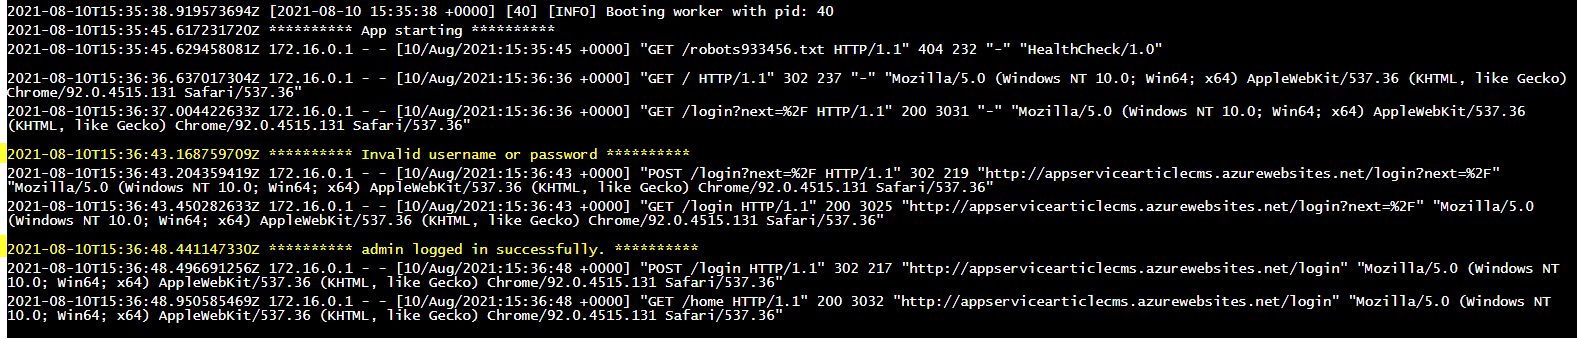 2021-08-10T15:35:38.919573694Z [2021-08-10 15:35:38 +0000] [40] [INFO] Booting worker with pid: 40
2021-08-10T15:35:45.617231720Z ********** App starting **********
2021-08-10T15:35:45.629458081Z 172.16.0.1 - - [10/Aug/2021:15:35:45 +0000] "GET /robots933456.txt HTTP/1.1" 404 232 "-" "HealthCheck/1.0"
2021-08-10T15:36:36.637017304Z 172.16.0.1 - - [10/Aug/2021:15:36:36 +0000] "GET / HTTP/1.1" 302 237 "-" "Mozilla/5.0 (Windows NT 10.0; Win64; x64) AppleWebKit/537.36 (KHTML, like Gecko)
Chrome/92.0.4515.131 Safari/537.36"
2021-08-10T15:36:37.004422633Z 172.16.0.1 - - [10/Aug/2021:15:36:37 +0000] "GET /login?next=%2F HTTP/1.1" 200 3031 "-" "Mozilla/5.0 (Windows NT 10.0; Win64; x64) AppleWebKit/537.36
(KHTML, like Gecko) Chrome/92.0.4515.131 Safari/537.36"
2021-08-10T15:36:43.168759709Z ********** Invalid username or password **********
2021-08-10T15:36:43.204359419Z 172.16.0.1 - - [10/Aug/2021:15:36:43 +0000] "POST /login?next=%2F HTTP/1.1" 302 219 "http://appservicearticlecms.azurewebsites.net/login?next=%2F"
"Mozilla/5.0 (Windows NT 10.0; Win64; x64) AppleWebKit/537.36 (KHTML, like Gecko) Chrome/92.0.4515.131 Safari/537.36"
2021-08-10T15:36:43.450282633Z 172.16.0.1 - - [10/Aug/2021:15:36:43 +0000] "GET /login HTTP/1.1" 200 3025 "http://appservicearticlecms.azurewebsites.net/login?next=%2F" "Mozilla/5.0
(Windows NT 10.0; Win64; x64) AppleWebKit/537.36 (KHTML, like Gecko) Chrome/92.0.4515.131 Safari/537.36"
2021-08-10T15:36:48.441147330Z ********** admin logged in successfully. **********
2021-08-10T15:36:48.496691256Z 172.16.0.1 - - [10/Aug/2021:15:36:48 +0000] "POST /login HTTP/1.1" 302 217 "http://appservicearticlecms.azurewebsites.net/login" "Mozilla/5.0 (Windows NT
10.0; Win64; x64) AppleWebKit/537.36 (KHTML, like Gecko) Chrome/92.0.4515.131 Safari/537.36"
2021-08-10T15:36:48.950585469Z 172.16.0.1 - - [10/Aug/2021:15:36:48 +0000] "GET /home HTTP/1.1" 200 3032 "http://appservicearticlecms.azurewebsites.net/login" "Mozilla/5.0 (Windows NT
10.0; Win64; x64) AppleWebKit/537.36 (KHTML, like Gecko) Chrome/92.0.4515.131 Safari/537.36"